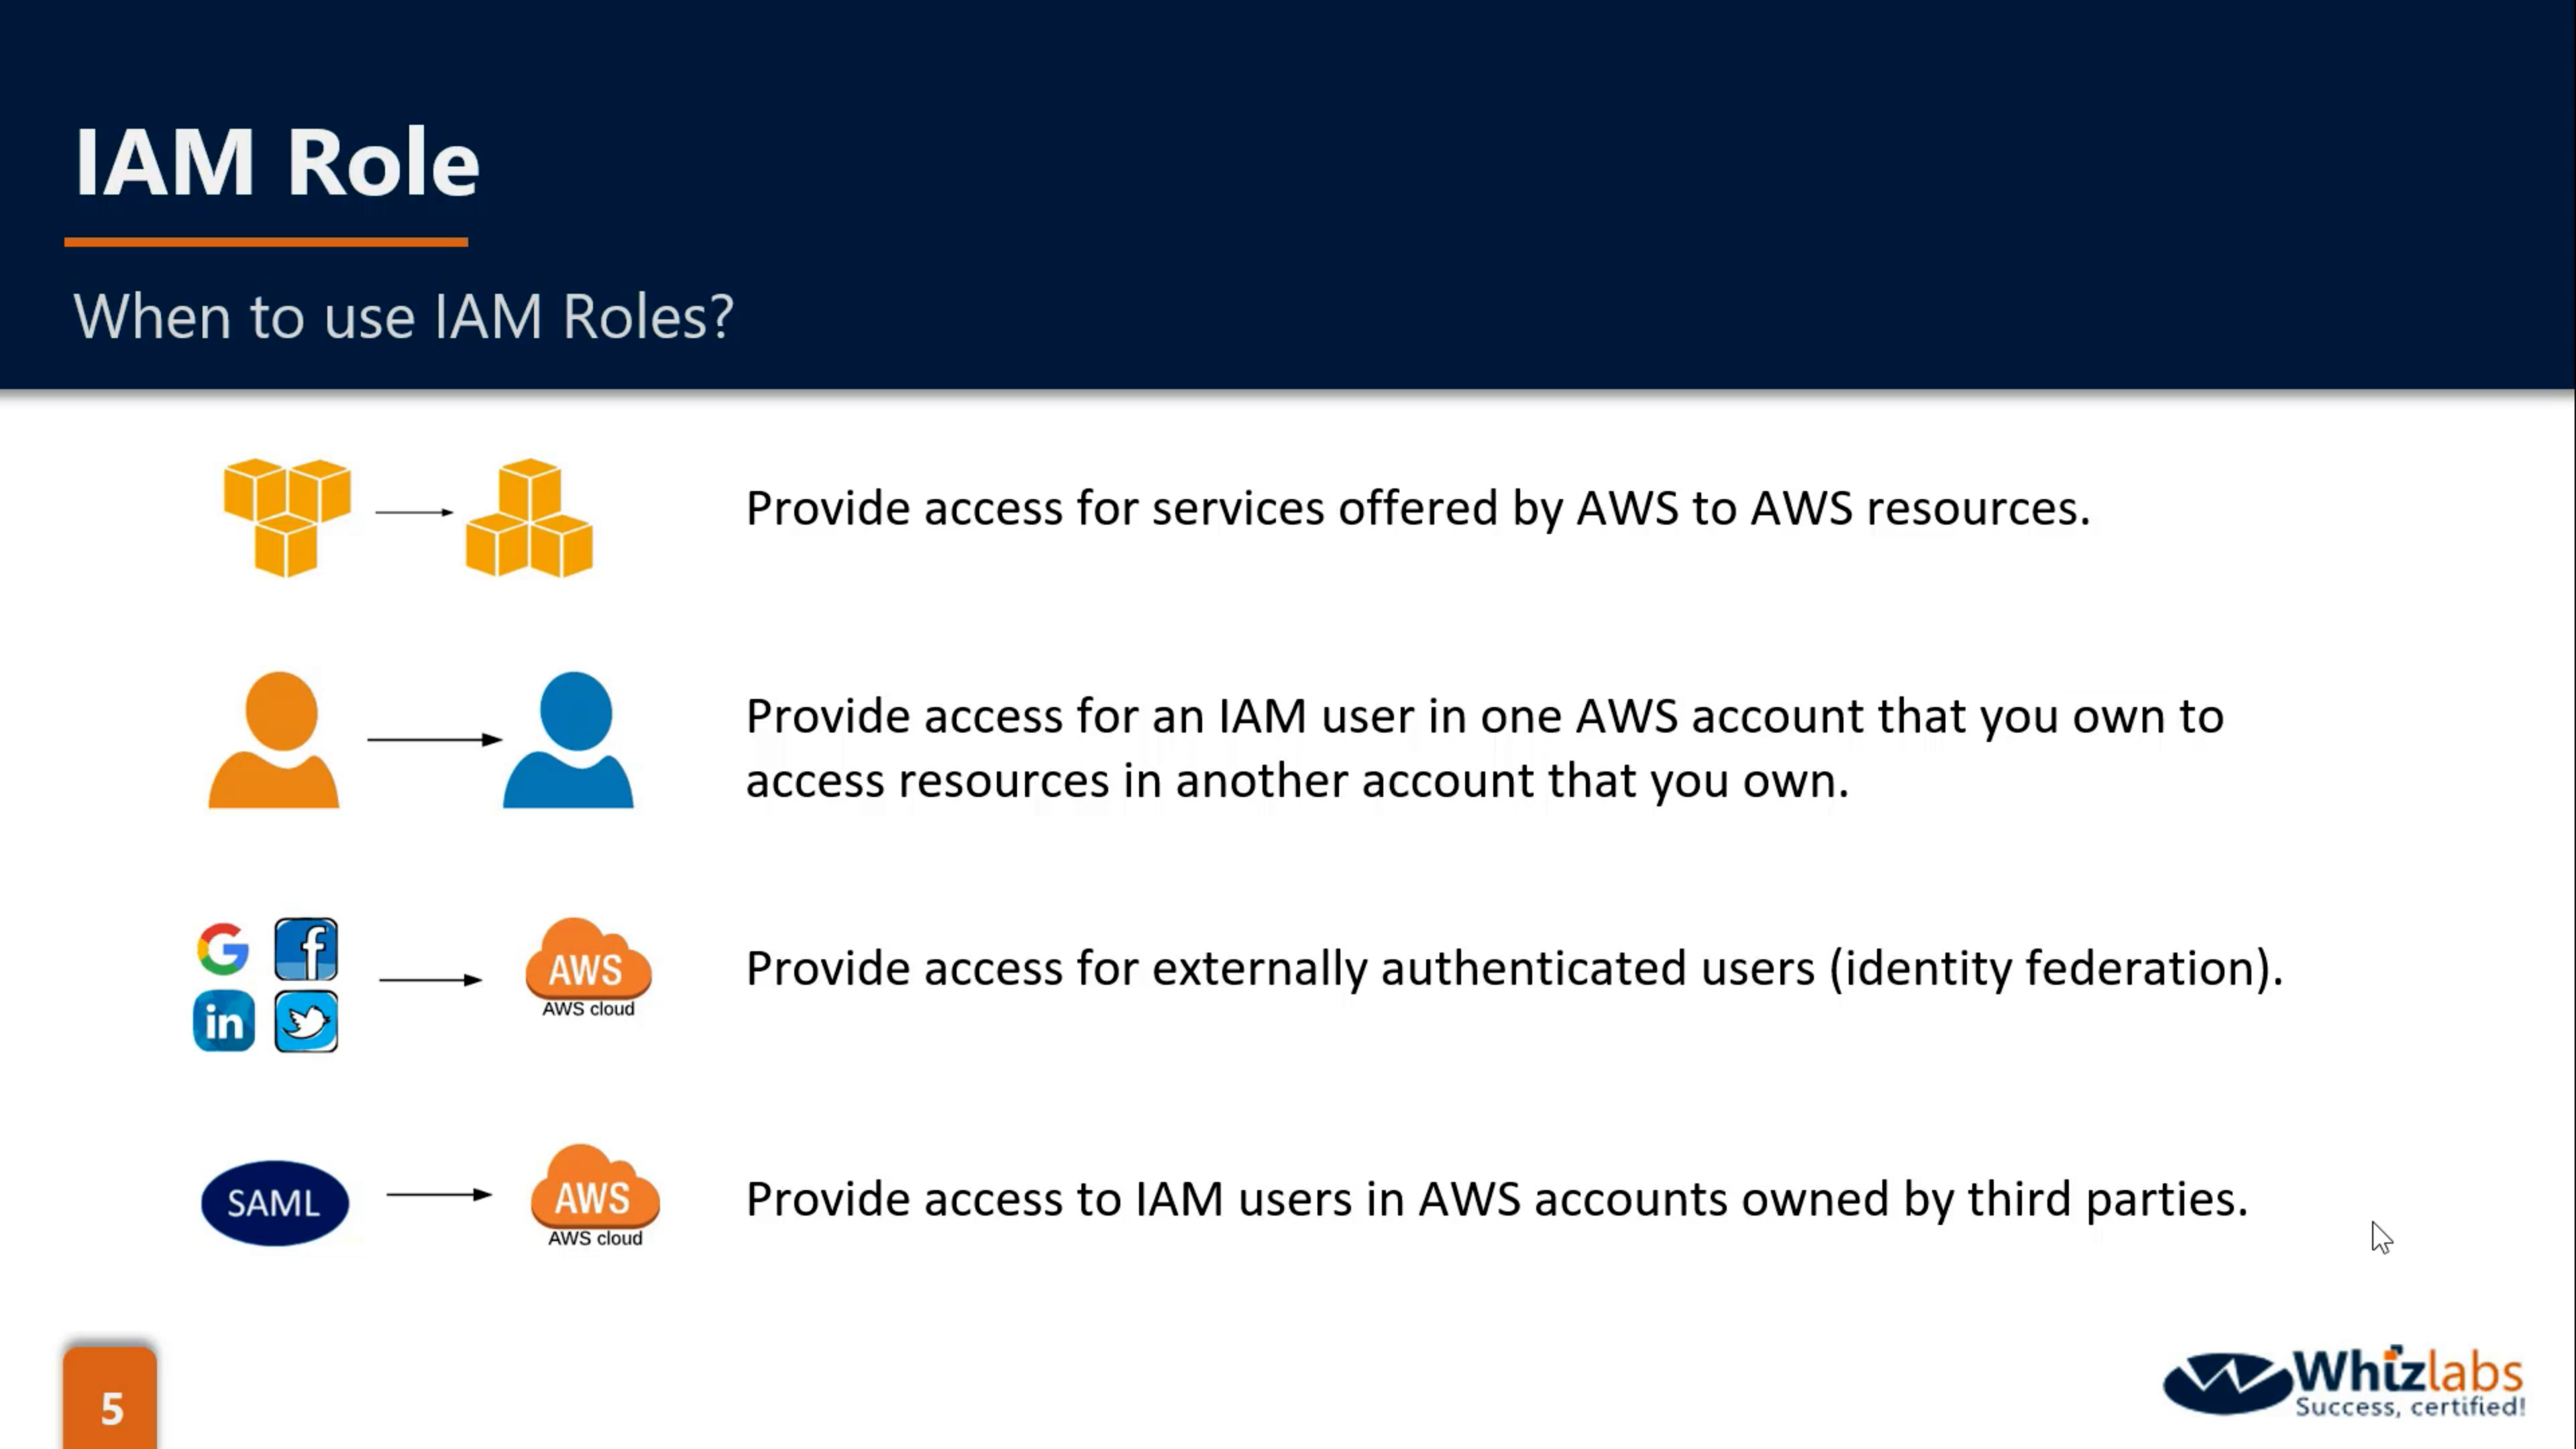 IAM Role
When to use IAM Roles?
Provide access for services offered by AWS to AWS resources.
Provide access for an IAM user in one AWS account that you own to
access resources in another account that you own.
G f
in
AWS
AWS cloud
Provide access for externally authenticated users (identity federation).
SAML
AWS
AWS cloud
Provide access to IAM users in AWS accounts owned by third parties.
5
Whizlabs
Success, certified!